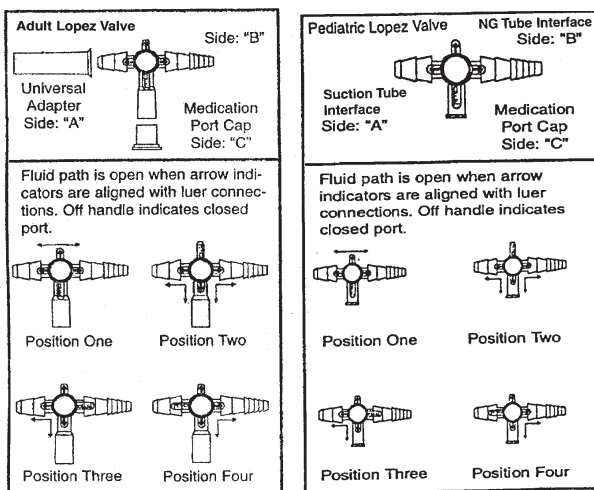 Adult Lopez Valve
Side: "B"
Universal
Adapter
Side: "A"
Medication
Port Cap
Side: "C"
Fluid path is open when arrow indi-
cators are aligned with luer connec-
tions. Off handle indicates closed
port.
Position One
Position Two
Position Three
Position Four
Pediatric Lopez Valve
NG Tube Interface
Side: "B"
Suction Tube
Interface
Side: "A"
Medication
Port Cap
Side: "C"
Fluid path is open when arrow
indicators are aligned with luer
connections. Off handle indicates
closed port.
Position One
Position Two
Position Three
Position Four